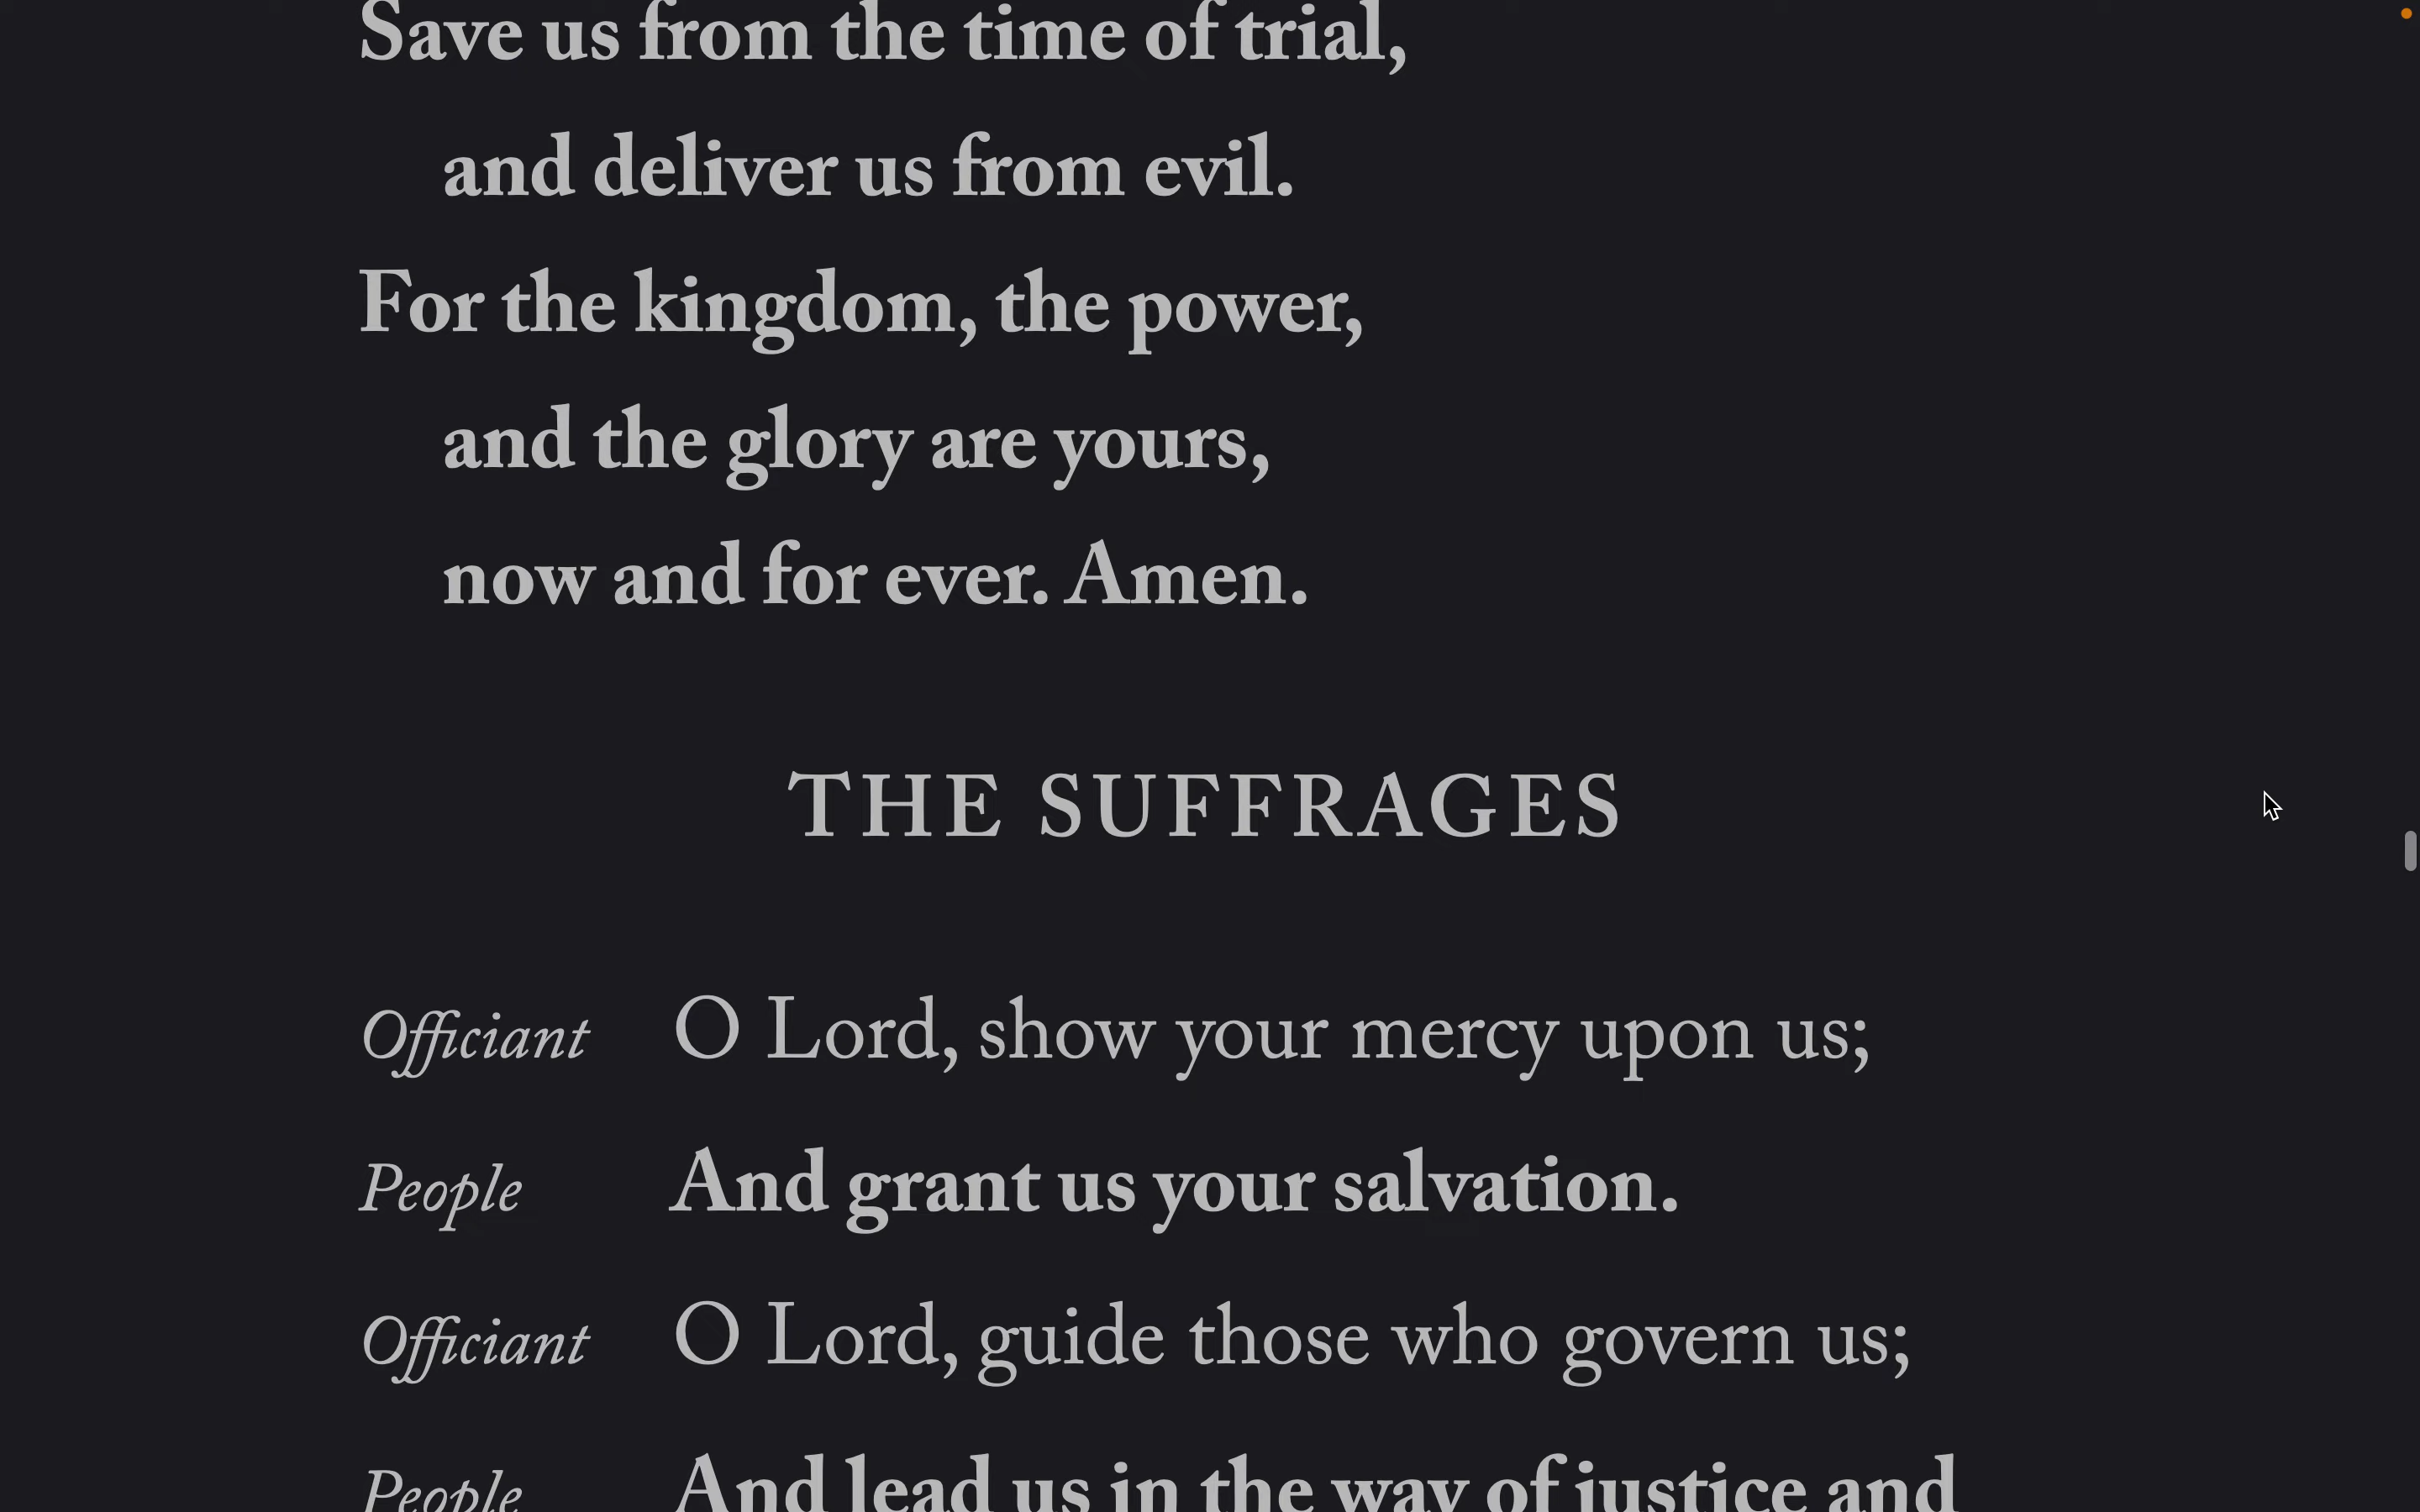 Save us from the time of trial,
and deliver us from evil.
For the kingdom, the power,
and the glory are yours,
now and for ever. Amen.
THE SUFFRAGES
Officiant O Lord, show your mercy upon us;
People And grant us your salvation.
Officiant O Lord, guide those who govern us;
People And lead us in the way of justice and